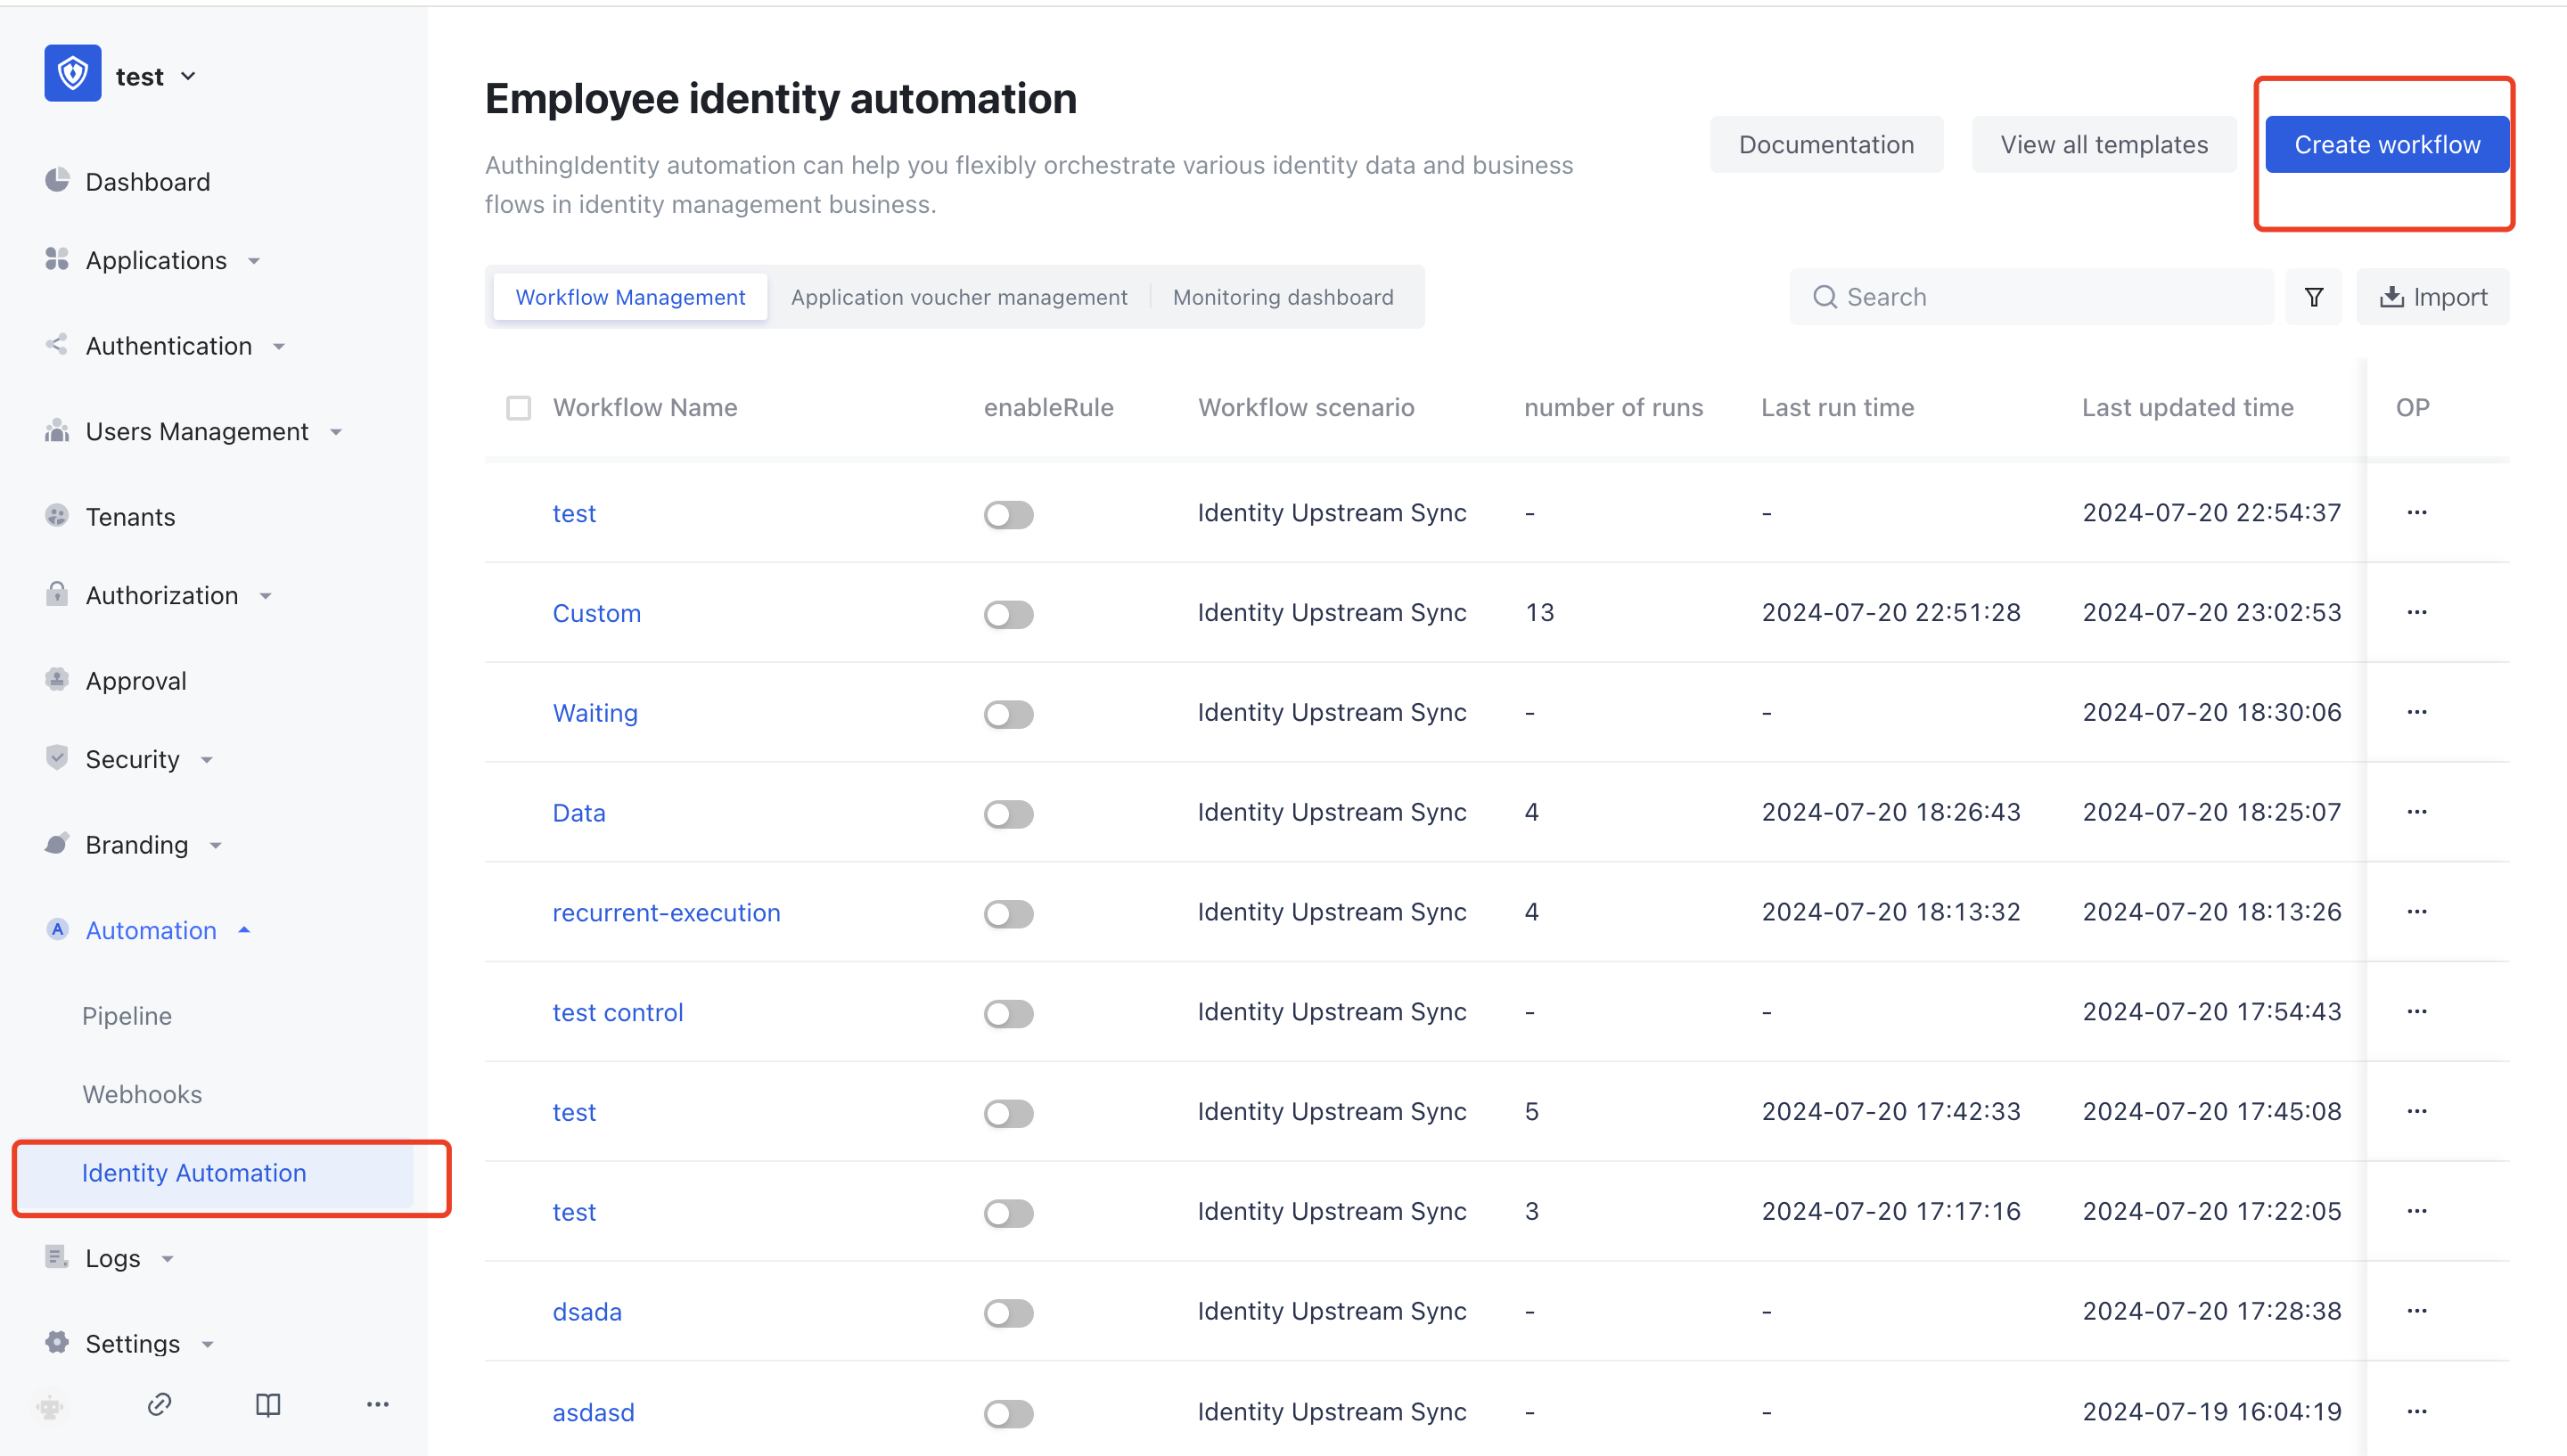 test
Dashboard
Applications
Authentication
Users Management
Tenants
Authorization
Approval
Security
Branding
A Automation
Pipeline
Webhooks
Identity Automation
Logs
Settings
Employee identity automation
AuthingIdentity automation can help you flexibly orchestrate various identity data and business
flows in identity management business.
Documentation View all templates Create workflow
Workflow Management Application voucher management Monitoring dashboard Search Import
Workflow Name enableRule Workflow scenario number of runs Last run time Last updated time OP
test Identity Upstream Sync - - 2024-07-20 22:54:37 ···
Custom Identity Upstream Sync 13 2024-07-20 22:51:28 2024-07-20 23:02:53 ···
Waiting Identity Upstream Sync - - 2024-07-20 18:30:06 ···
Data Identity Upstream Sync 4 2024-07-20 18:26:43 2024-07-20 18:25:07 ···
recurrent-execution Identity Upstream Sync 4 2024-07-20 18:13:32 2024-07-20 18:13:26 ···
test control Identity Upstream Sync - - 2024-07-20 17:54:43 ···
test Identity Upstream Sync 5 2024-07-20 17:42:33 2024-07-20 17:45:08 ···
test Identity Upstream Sync 3 2024-07-20 17:17:16 2024-07-20 17:22:05 ···
dsada Identity Upstream Sync - - 2024-07-20 17:28:38 ···
asdasd Identity Upstream Sync - - 2024-07-19 16:04:19 ···